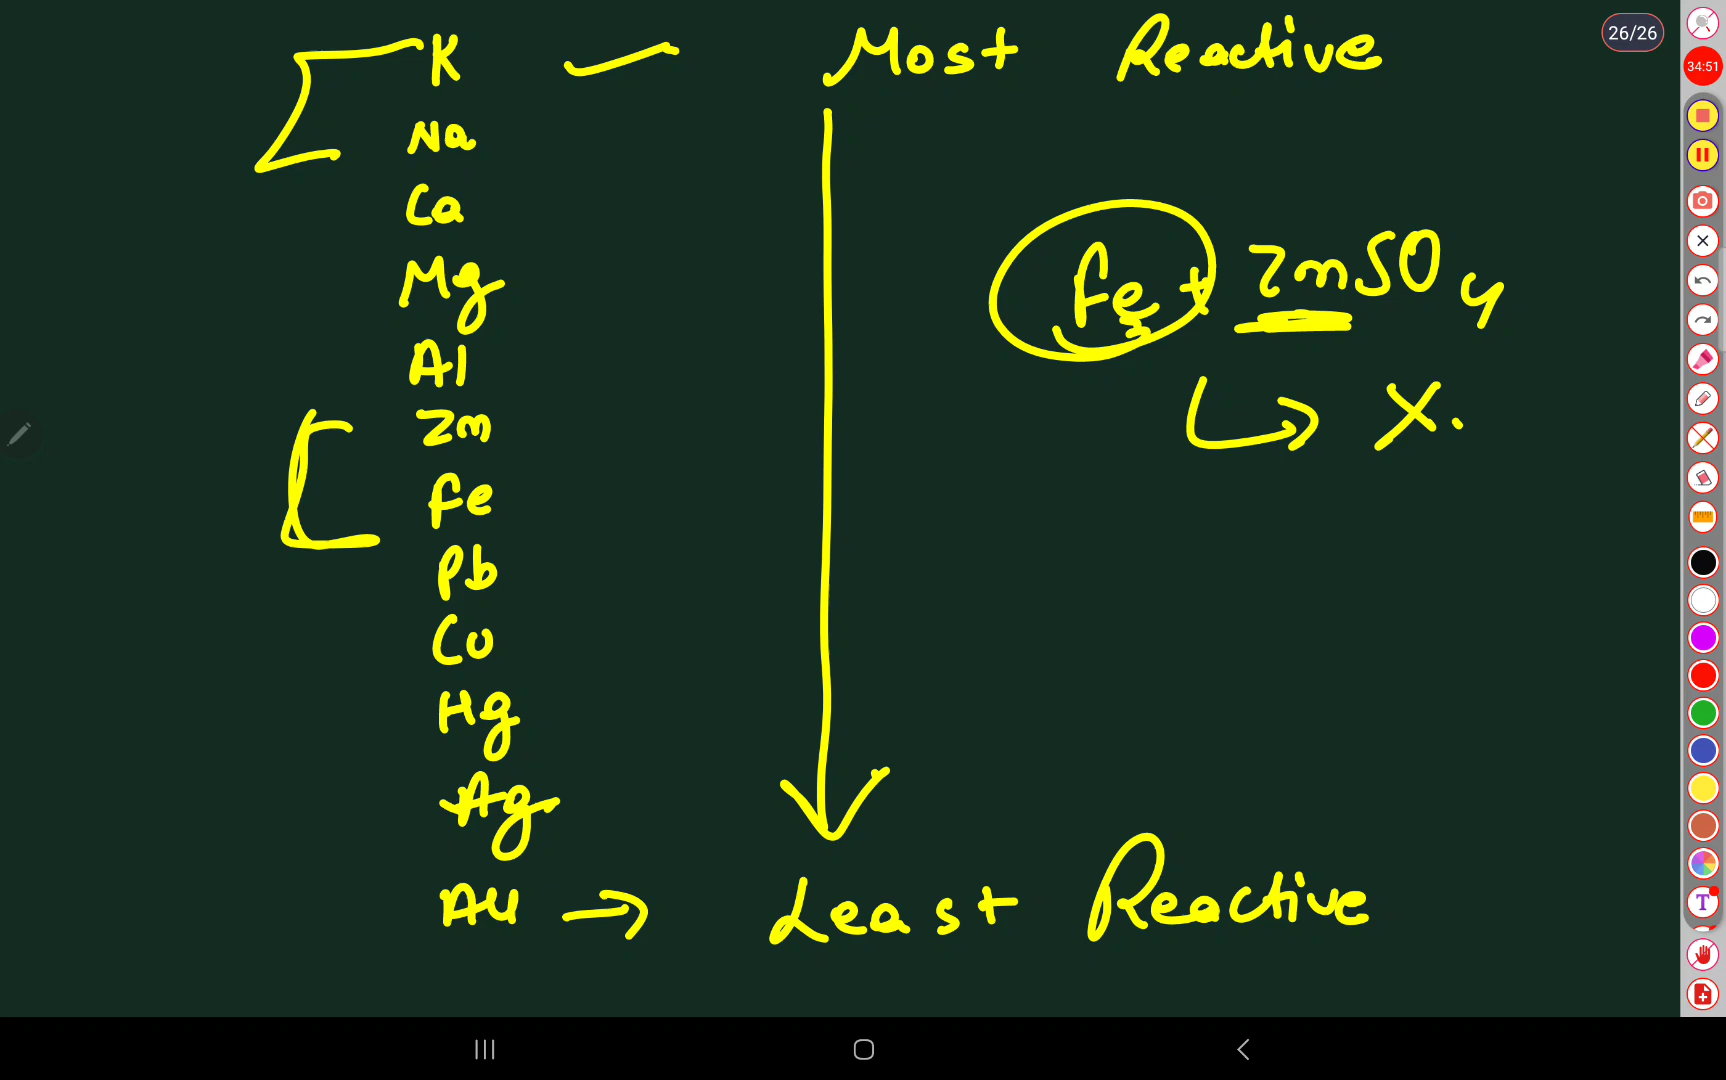 K — Most Reactive
Na
Ca
Mg
Al
Zn
Fe
Pb
Cu
Hg
Ag
Au → Least Reactive
Fe + ZnSO4
↳ X.
26/26
34:51
T